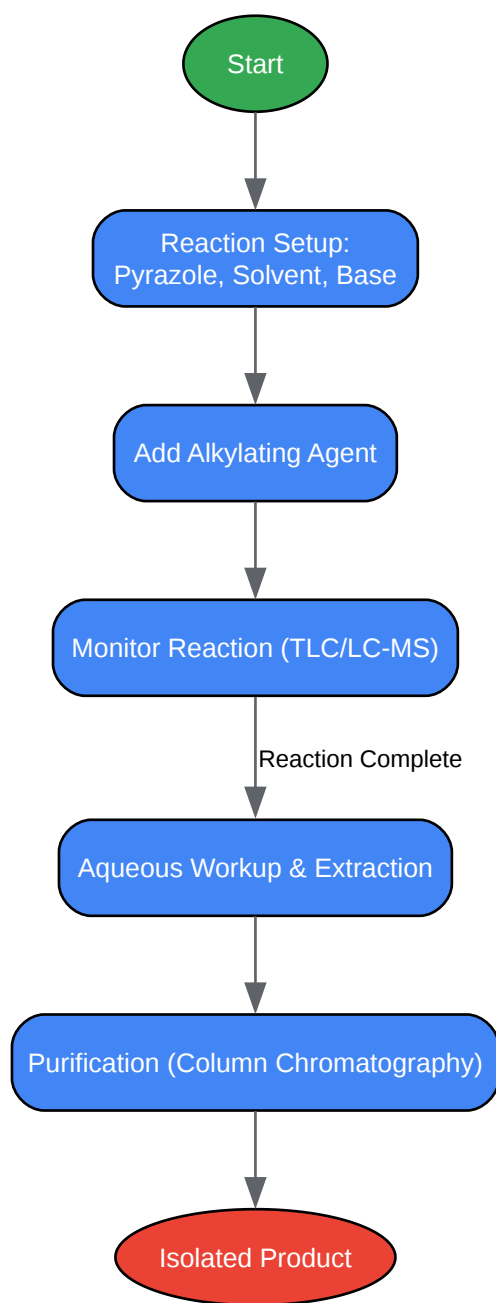 Start
Reaction Setup:
Pyrazole, Solvent, Base
Add Alkylating Agent
Monitor Reaction (TLC/LC-MS)
Reaction Complete
Aqueous Workup & Extraction
Purification (Column Chromatography)
Isolated Product